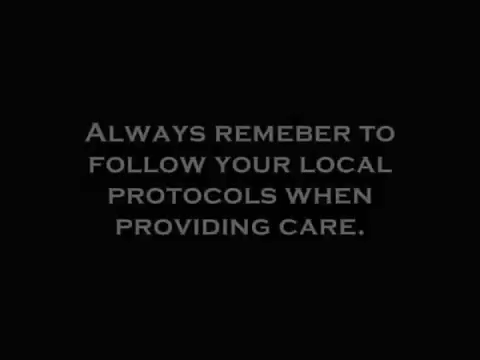 Always remeber to
follow your local
protocols when
providing care.